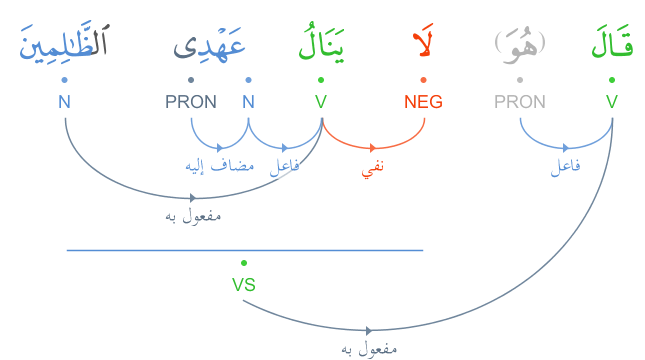 قَالَ (هُوَ) لَا يَنَالُ عَهْدِى ٱلظَّٰلِمِينَ
V PRON NEG V N PRON N
فاعل نفي فاعل مضاف إليه
مفعول به
VS
مفعول به